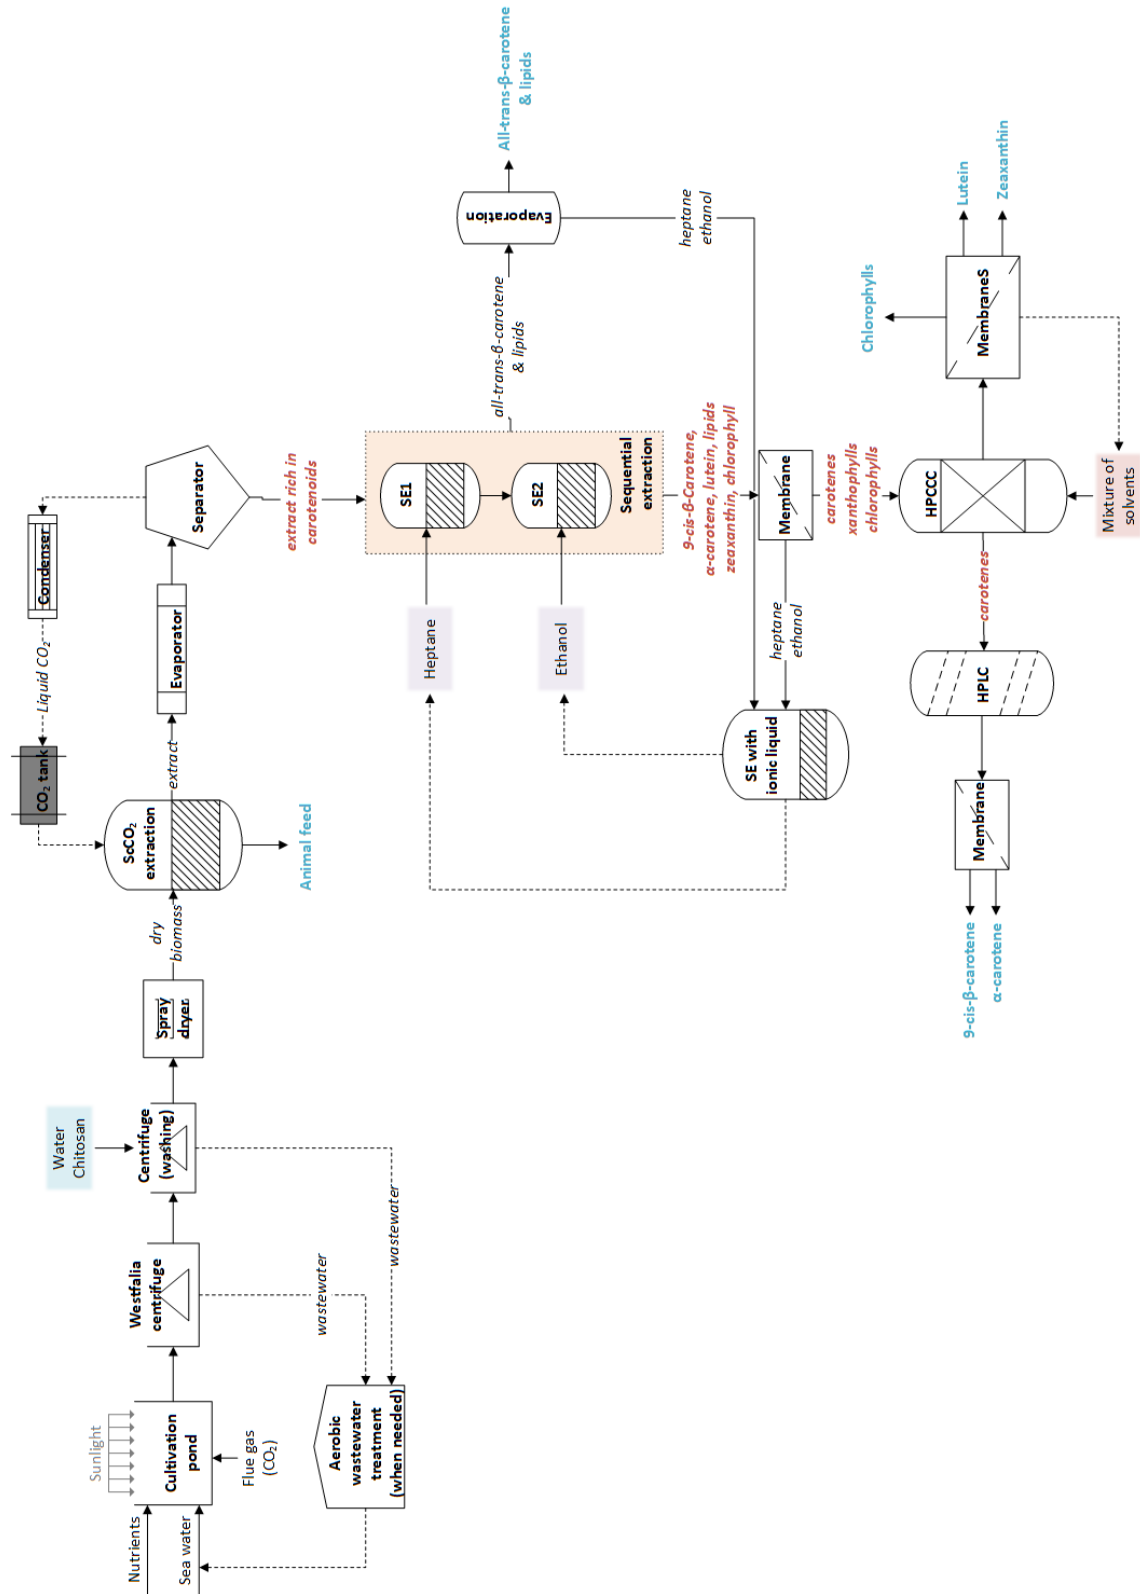 Nutrients
Sea water
Sunlight
Cultivation
pond
Flue gas
(CO₂)
Westfalia
centrifuge
wastewater
Aerobic
wastewater
treatment
(when needed)
Water
Chitosan
Centrifuge
(washing)
wastewater
Spray
dryer
dry
biomass
ScCO₂
extraction
Animal feed
CO₂ tank
Liquid CO₂
Condenser
extract
Evaporator
Separator
extract rich in
carotenoids
Heptane
Ethanol
SE1
SE2
Sequential
extraction
all-trans-β-carotene
& lipids
Evaporation
All-trans-β-carotene
& lipids
heptane
ethanol
9-cis-β-Carotene,
α-carotene, lutein, lipids
zeaxanthin, chlorophyll
Membrane
heptane
ethanol
SE with
ionic liquid
carotenes
xanthophylls
chlorophylls
HPCCC
Mixture of
solvents
MembraneS
Chlorophylls
Lutein
Zeaxanthin
carotenes
HPLC
Membrane
9-cis-β-carotene
α-carotene